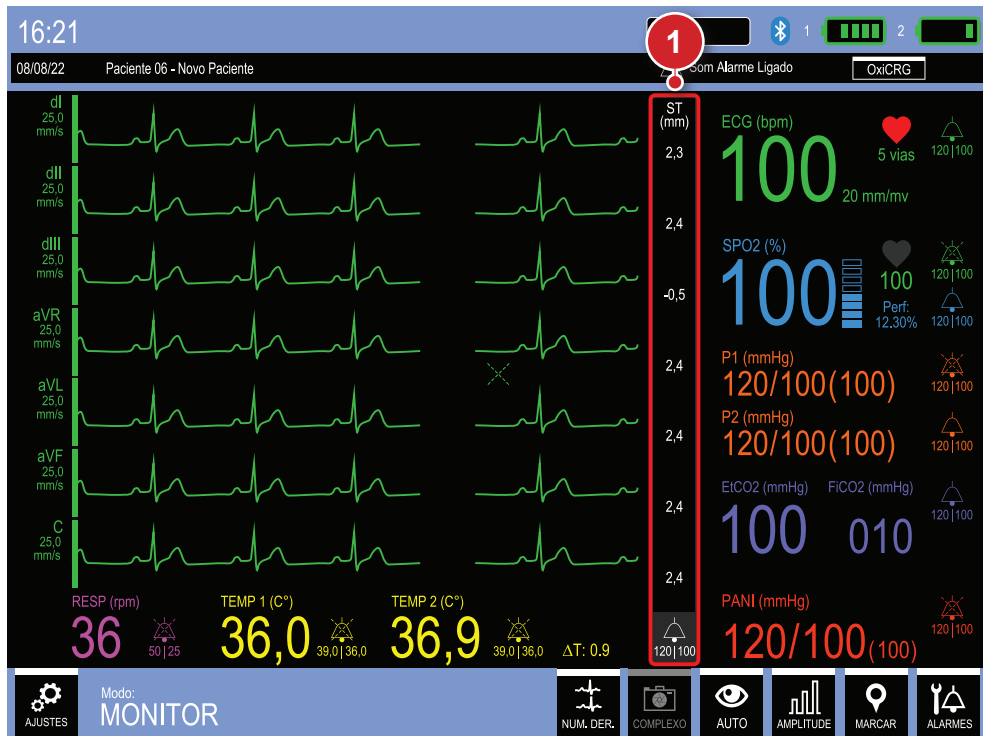 16:21
1
1
2
08/08/22
Paciente 06 - Novo Paciente
Som Alarme Ligado
OxiCRG
dI
25,0
mm/s
dII
25,0
mm/s
dIII
25,0
mm/s
aVR
25,0
mm/s
aVL
25,0
mm/s
aVF
25,0
mm/s
C
25,0
mm/s
ST
(mm)
2,3
2,4
-0,5
2,4
2,4
2,4
2,4
120|100
ECG (bpm)
100
5 vias
20 mm/mv
120|100
SPO2 (%)
100
100
Perf:
12.30%
120|100
120|100
P1 (mmHg)
120/100(100)
120|100
P2 (mmHg)
120/100(100)
120|100
EtCO2 (mmHg)
FiCO2 (mmHg)
100
010
120|100
PANI (mmHg)
120/100(100)
120|100
RESP (rpm)
36
50|25
TEMP 1 (C°)
36,0
39,0|36,0
TEMP 2 (C°)
36,9
39,0|36,0
ΔT: 0.9
AJUSTES
Modo:
MONITOR
NUM. DER.
COMPLEXO
AUTO
AMPLITUDE
MARCAR
ALARMES